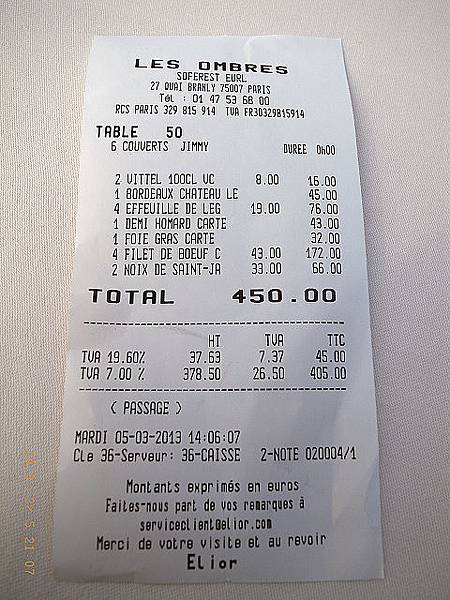 LES OMBRES
SOFEREST EURL
27 QUAI BRANLY 75007 PARIS
Tél : 01 47 53 68 00
RCS PARIS 329 815 914 TVA FR30329815914
TABLE 50
6 COUVERTS JIMMY DUREE 0h00
2 VITTEL 100CL VC 8.00 16.00
1 BORDEAUX CHATEAU LE 45.00
4 EFFEUILLE DE LEG 19.00 76.00
1 DEMI HOMARD CARTE 43.00
1 FOIE GRAS CARTE 32.00
4 FILET DE BOEUF C 43.00 172.00
2 NOIX DE SAINT-JA 33.00 66.00
TOTAL 450.00
HT TVA TTC
TVA 19.60% 37.63 7.37 45.00
TVA 7.00 % 378.50 26.50 405.00
( PASSAGE )
MARDI 05-03-2013 14:06:07
Cle 36-Serveur: 36-CAISSE 2-NOTE 020004/1
Montants exprimés en euros
Faites-nous part de vos remarques à
serviceclient@elior.com
Merci de votre visite et au revoir
Elior